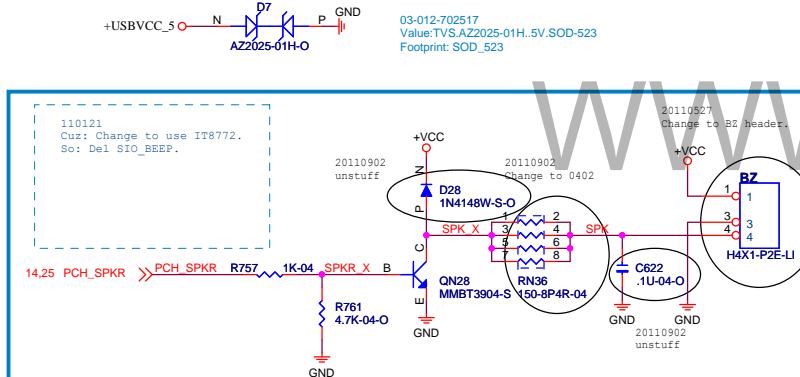 D7
GND
+USBVCC_5
N
P
AZ2025-01H-O
03-012-702517
Value:TVS.AZ2025-01H..5V.SOD-523
Footprint: SOD_523
110121
Cuz: Change to use IT8772.
So: Del SIO_BEEP.
WW
20110527
Change to BZ header.
+VCC
20110902
unstuff
N
D28
1N4148W-S-O
P
20110902
Change to 0402
+VCC
BZ
1
1
3
3
4
4
H4X1-P2E-LI
SPK_X
1
2
3
4
5
6
7
8
SPK
RN36
150-8P4R-04
C622
.1U-04-O
14,25
PCH_SPKR
PCH_SPKR
R757
1K-04
SPKR_X
B
C
E
QN28
MMBT3904-S
R761
4.7K-04-O
GND
GND
GND
GND
20110902
unstuff